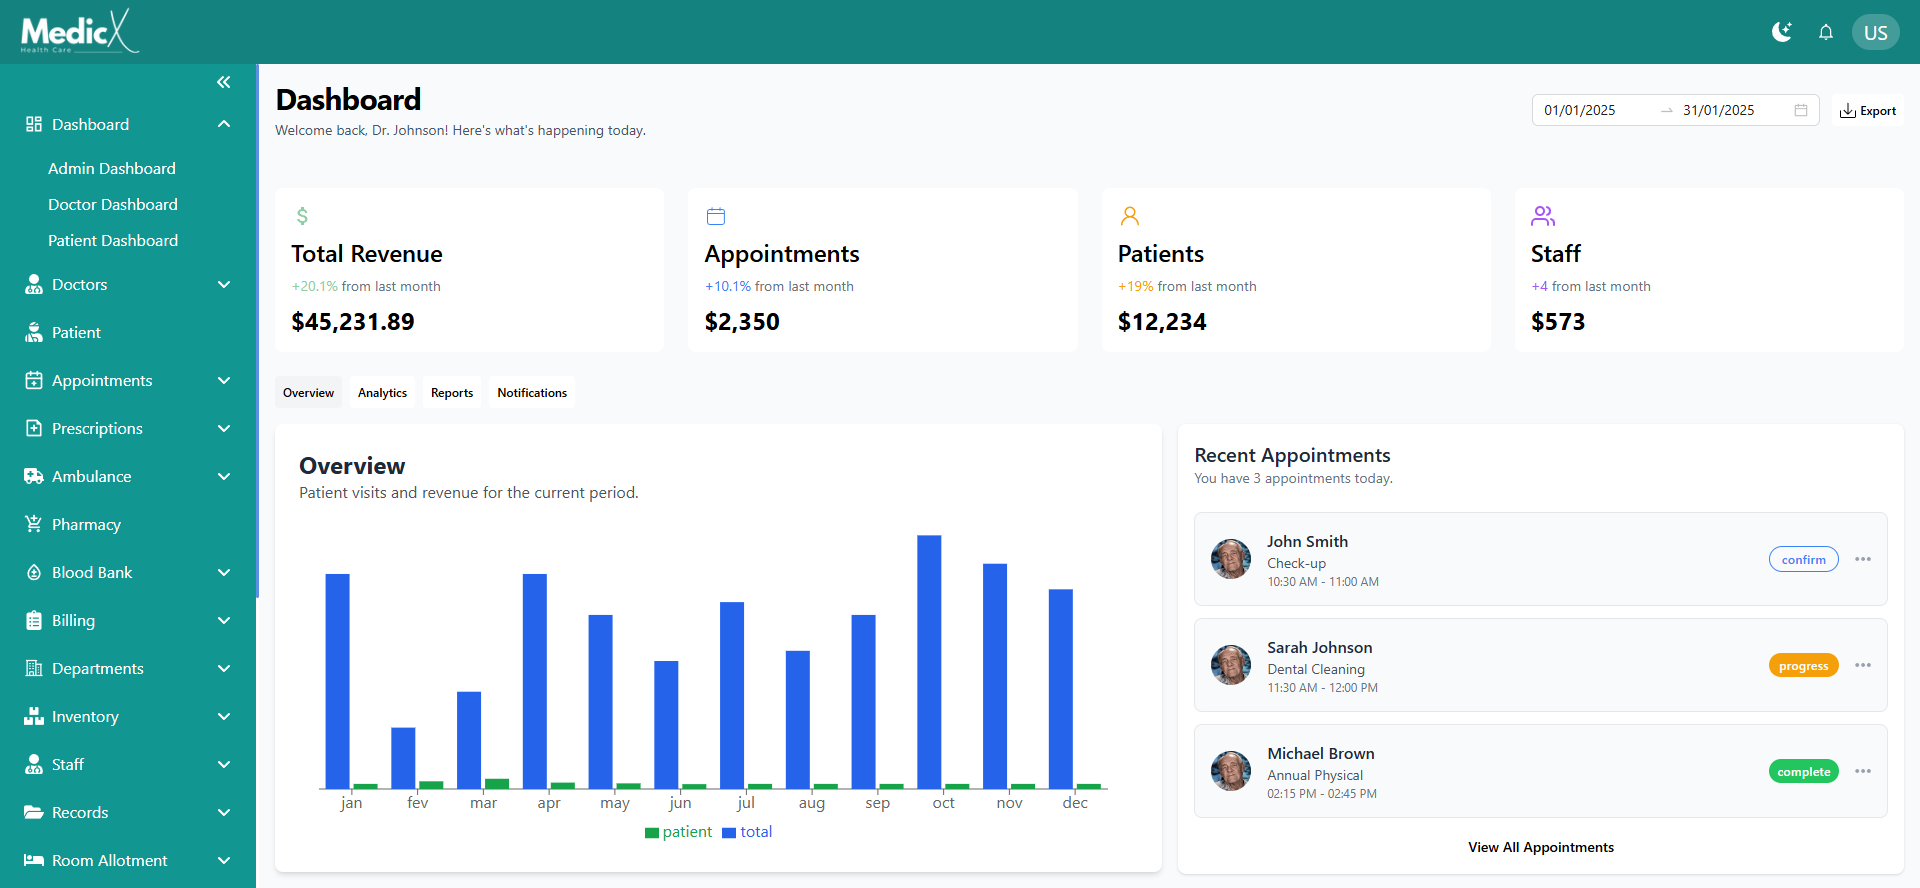 MedicX
Health Care
US
Dashboard
Admin Dashboard
Doctor Dashboard
Patient Dashboard
Doctors
Patient
Appointments
Prescriptions
Ambulance
Pharmacy
Blood Bank
Billing
Departments
Inventory
Staff
Records
Room Allotment
Dashboard
Welcome back, Dr. Johnson! Here's what's happening today.
01/01/2025 → 31/01/2025
Export
Total Revenue
+20.1% from last month
$45,231.89
Appointments
+10.1% from last month
$2,350
Patients
+19% from last month
$12,234
Staff
+4 from last month
$573
Overview Analytics Reports Notifications
Overview
Patient visits and revenue for the current period.
jan fev mar apr may jun jul aug sep oct nov dec
patient total
Recent Appointments
You have 3 appointments today.
John Smith
Check-up
10:30 AM - 11:00 AM
confirm
Sarah Johnson
Dental Cleaning
11:30 AM - 12:00 PM
progress
Michael Brown
Annual Physical
02:15 PM - 02:45 PM
complete
View All Appointments